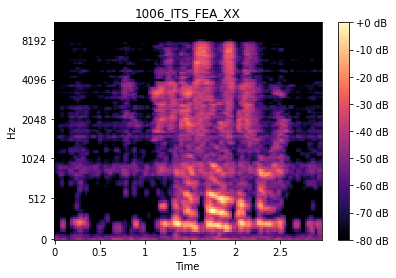 1006_ITS_FEA_XX
+0 dB
8192
-10 dB
4096
-20 dB
-30 dB
Hz
2048
-40 dB
1024
-50 dB
512
-60 dB
-70 dB
0
-80 dB
0 0.5 1 1.5 2 2.5
Time